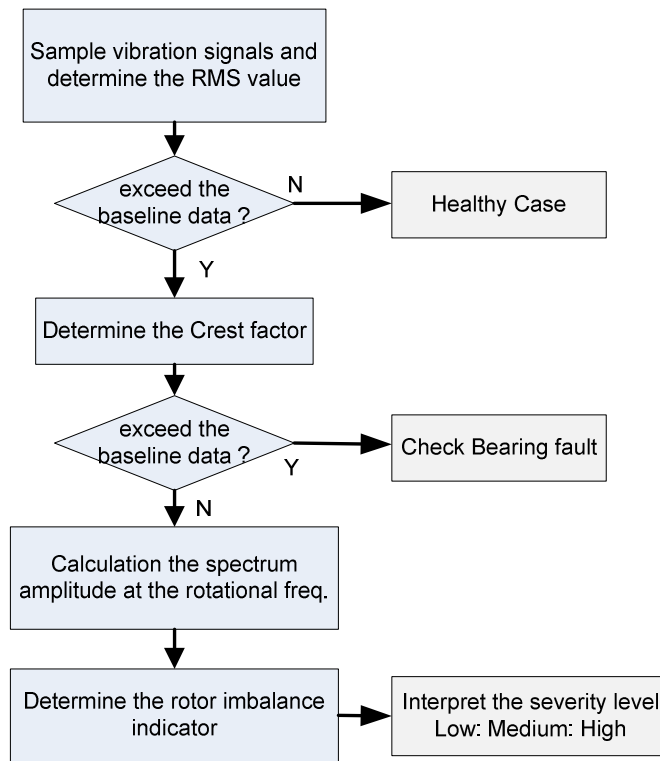 Sample vibration signals and
determine the RMS value
exceed the
baseline data ?
N
Healthy Case
Y
Determine the Crest factor
exceed the
baseline data ?
Y
Check Bearing fault
N
Calculation the spectrum
amplitude at the rotational freq.
Determine the rotor imbalance
indicator
Interpret the severity level
Low: Medium: High